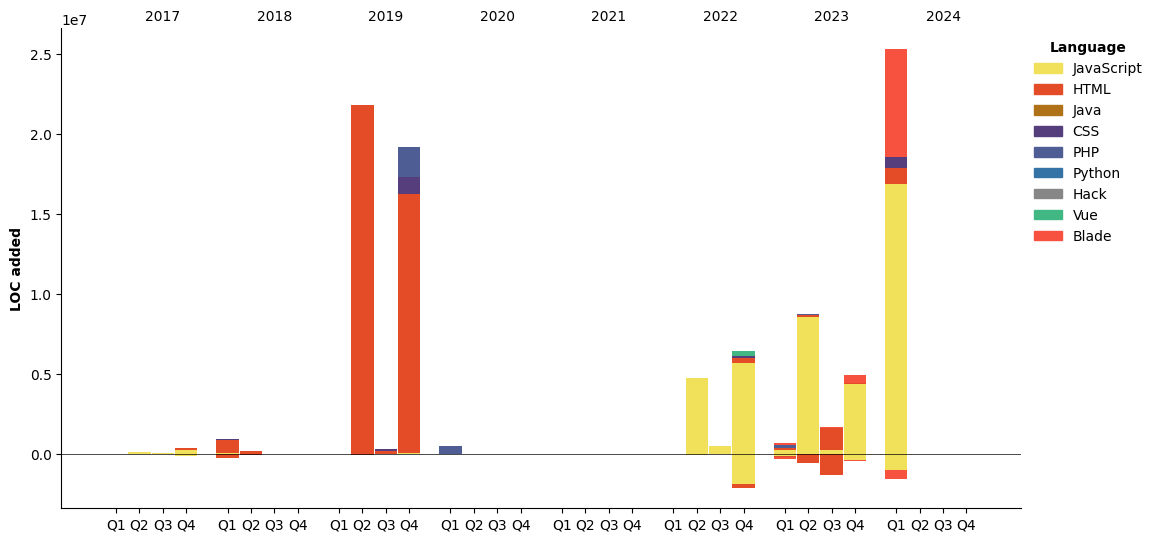 1e7
2017 2018 2019 2020 2021 2022 2023 2024
LOC added
2.5
2.0
1.5
1.0
0.5
0.0
Q1 Q2 Q3 Q4 Q1 Q2 Q3 Q4 Q1 Q2 Q3 Q4 Q1 Q2 Q3 Q4 Q1 Q2 Q3 Q4 Q1 Q2 Q3 Q4 Q1 Q2 Q3 Q4 Q1 Q2 Q3 Q4
Language
JavaScript
HTML
Java
CSS
PHP
Python
Hack
Vue
Blade